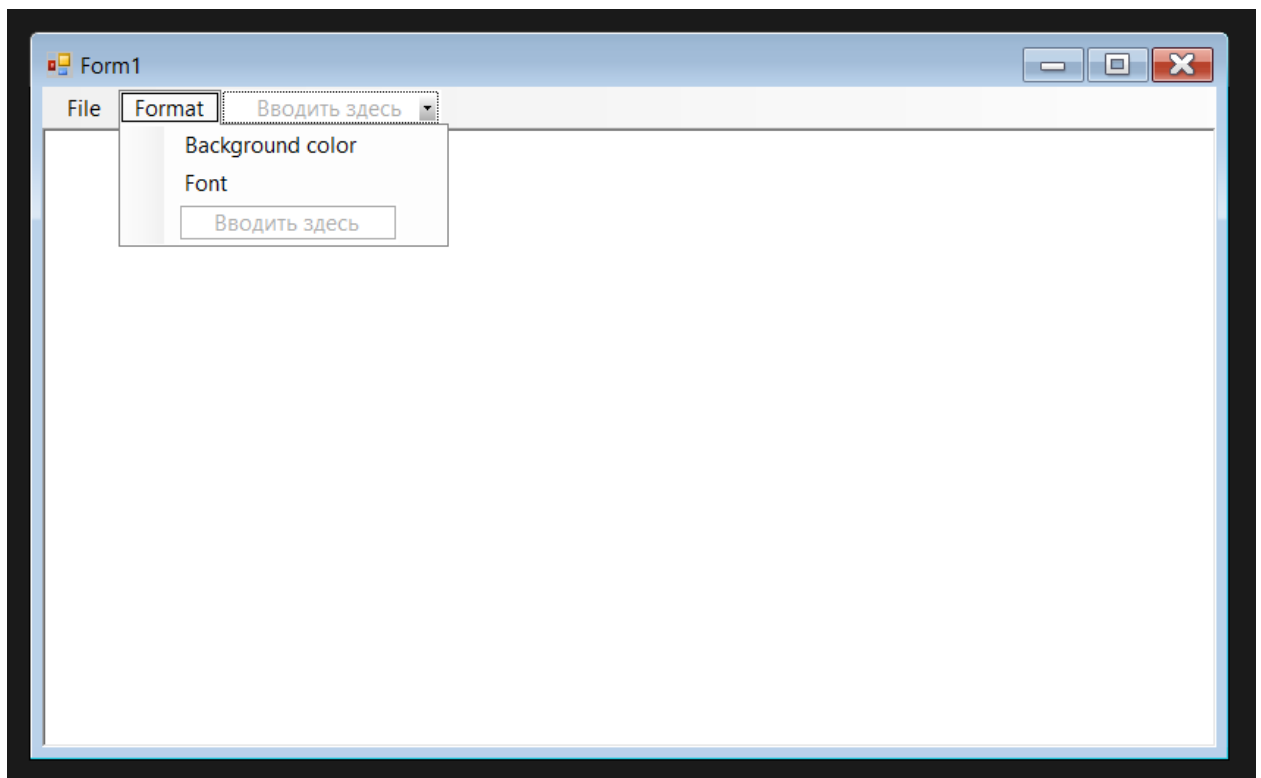 Form1
File Format Вводить здесь
Background color
Font
Вводить здесь